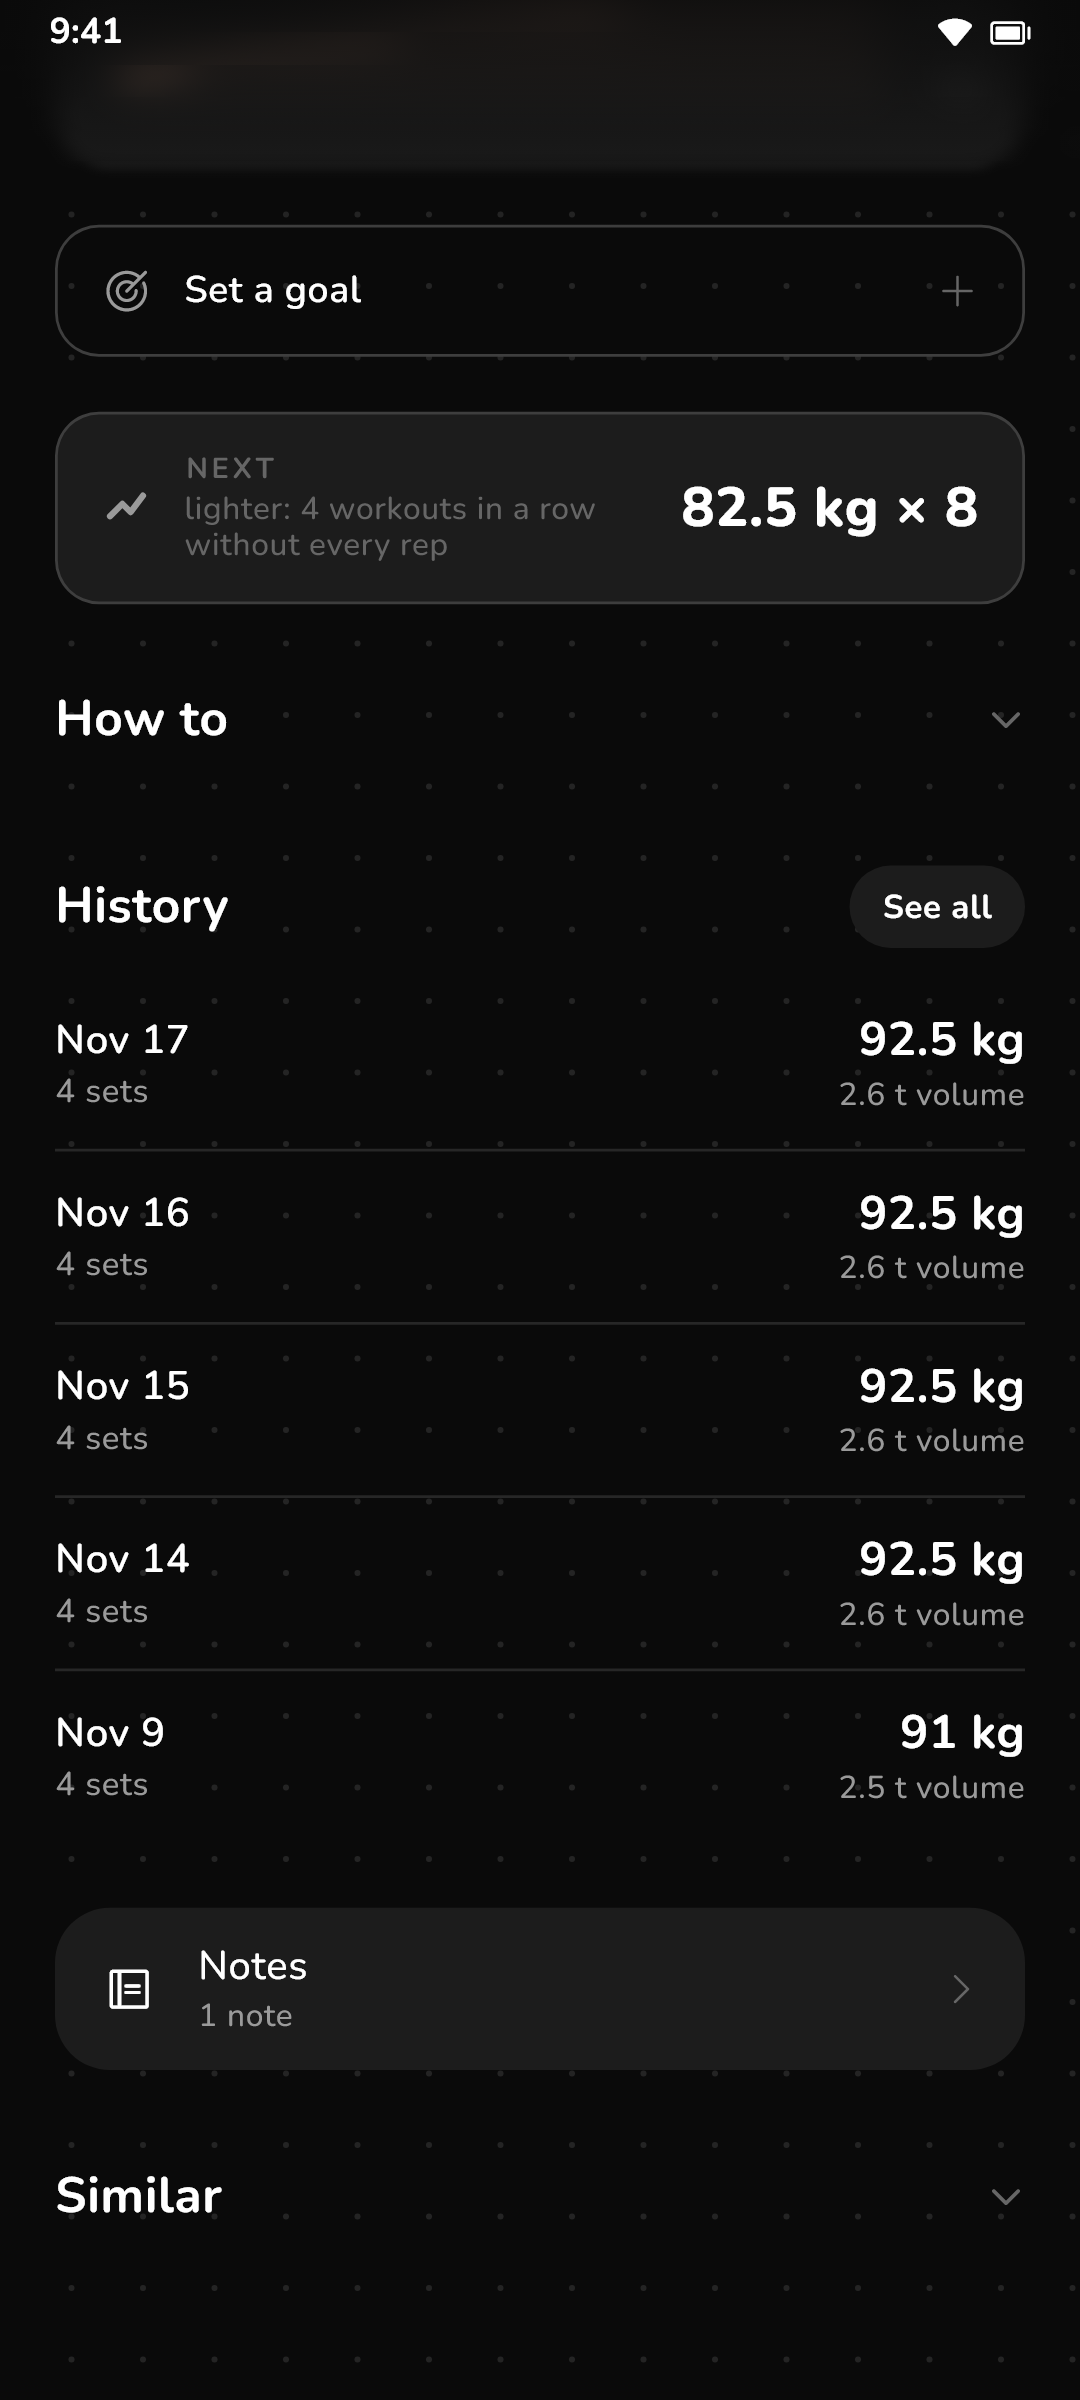 9:41
Set a goal
NEXT
lighter: 4 workouts in a row
without every rep
82.5 kg × 8
How to
History
See all
Nov 17
92.5 kg
4 sets
2.6 t volume
Nov 16
92.5 kg
4 sets
2.6 t volume
Nov 15
92.5 kg
4 sets
2.6 t volume
Nov 14
92.5 kg
4 sets
2.6 t volume
Nov 9
91 kg
4 sets
2.5 t volume
Notes
1 note
Similar